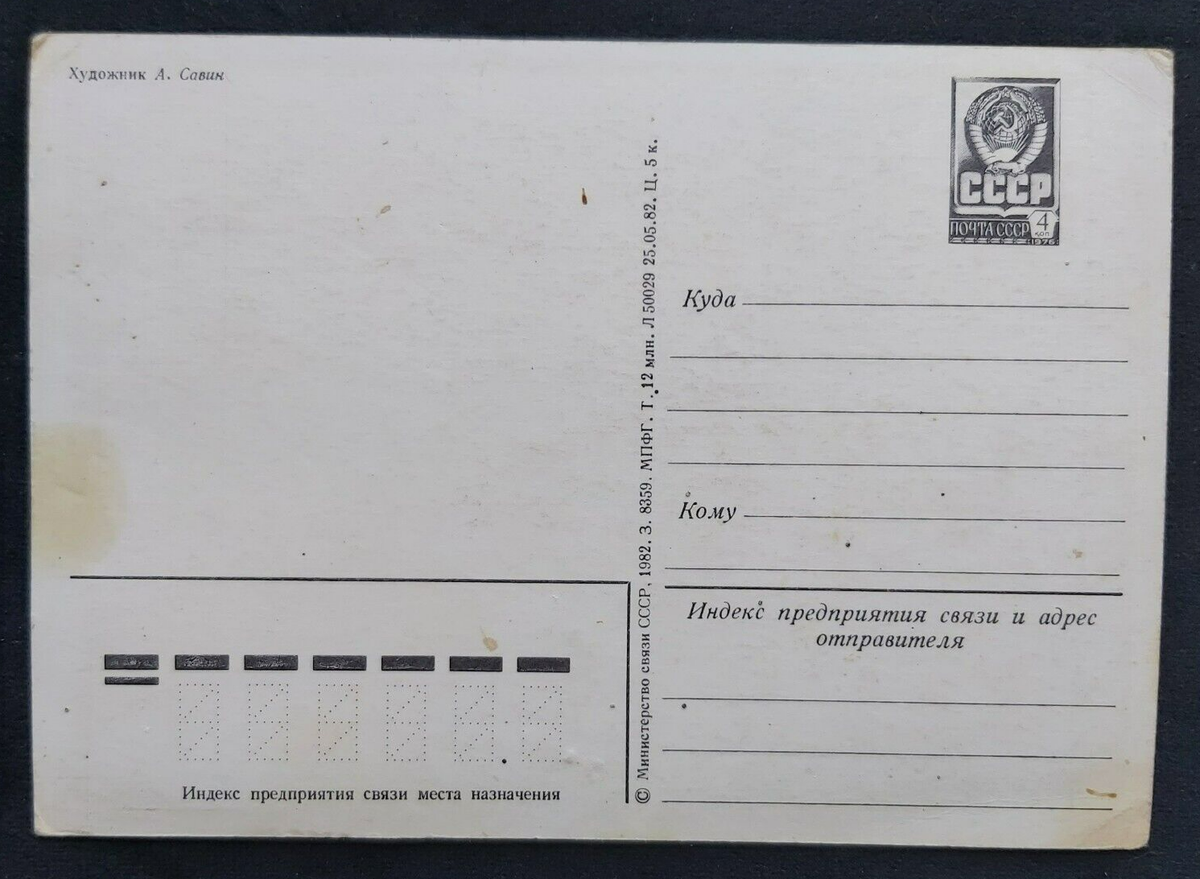 Художник А. Савин
СССР
ПОЧТА СССР 4
коп
1976
Куда
Кому
Индекс предприятия связи и адрес
отправителя
© Министерство связи СССР, 1982. З. 8359. МПФГ. Т. 12 млн. Л 50029 25.05.82. Ц. 5 к.
Индекс предприятия связи места назначения